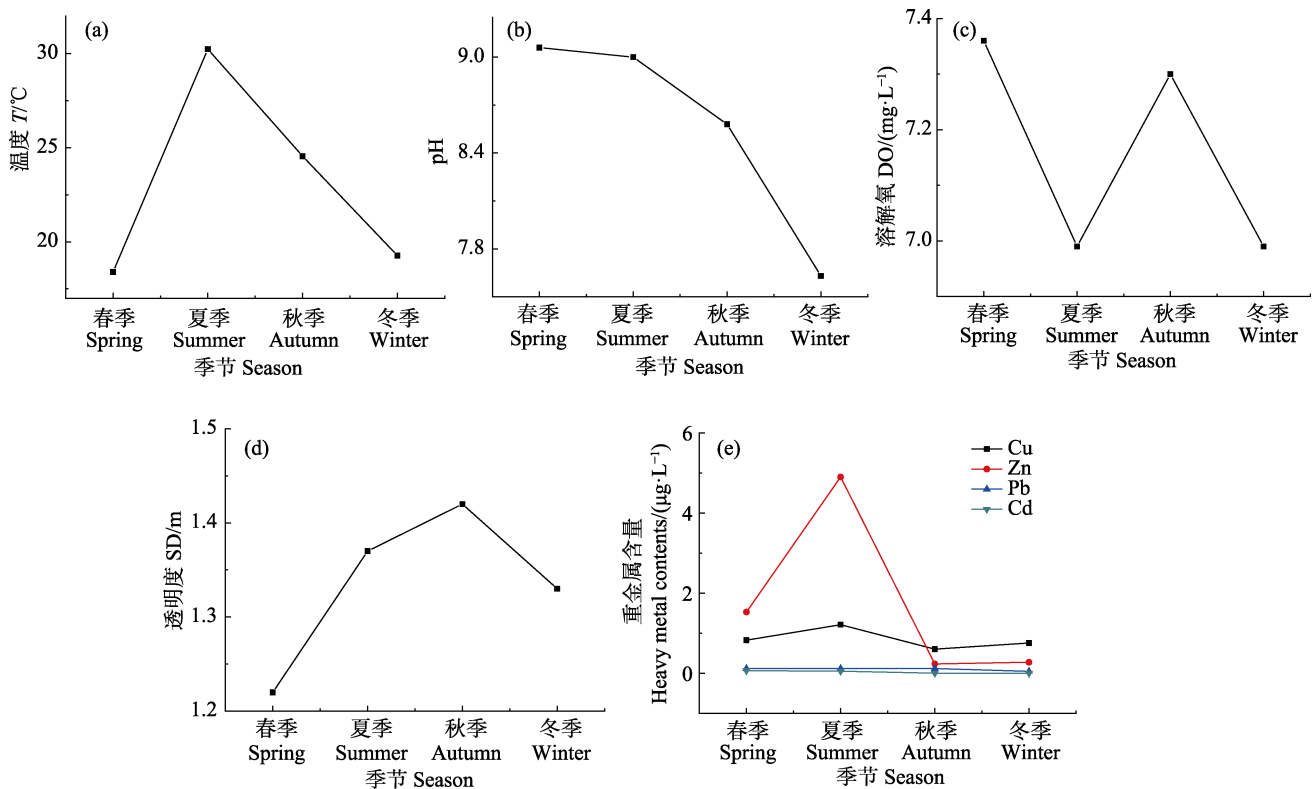 (a)
温度 T/℃
30
25
20
春季
Spring
夏季
Summer
秋季
Autumn
冬季
Winter
季节 Season
(b)
pH
9.0
8.4
7.8
春季
Spring
夏季
Summer
秋季
Autumn
冬季
Winter
季节 Season
(c)
溶解氧 DO/(mg·L⁻¹)
7.4
7.2
7.0
春季
Spring
夏季
Summer
秋季
Autumn
冬季
Winter
季节 Season
(d)
透明度 SD/m
1.5
1.4
1.3
1.2
春季
Spring
夏季
Summer
秋季
Autumn
冬季
Winter
季节 Season
(e)
重金属含量
Heavy metal contents/(μg·L⁻¹)
6
4
2
0
Cu
Zn
Pb
Cd
春季
Spring
夏季
Summer
秋季
Autumn
冬季
Winter
季节 Season